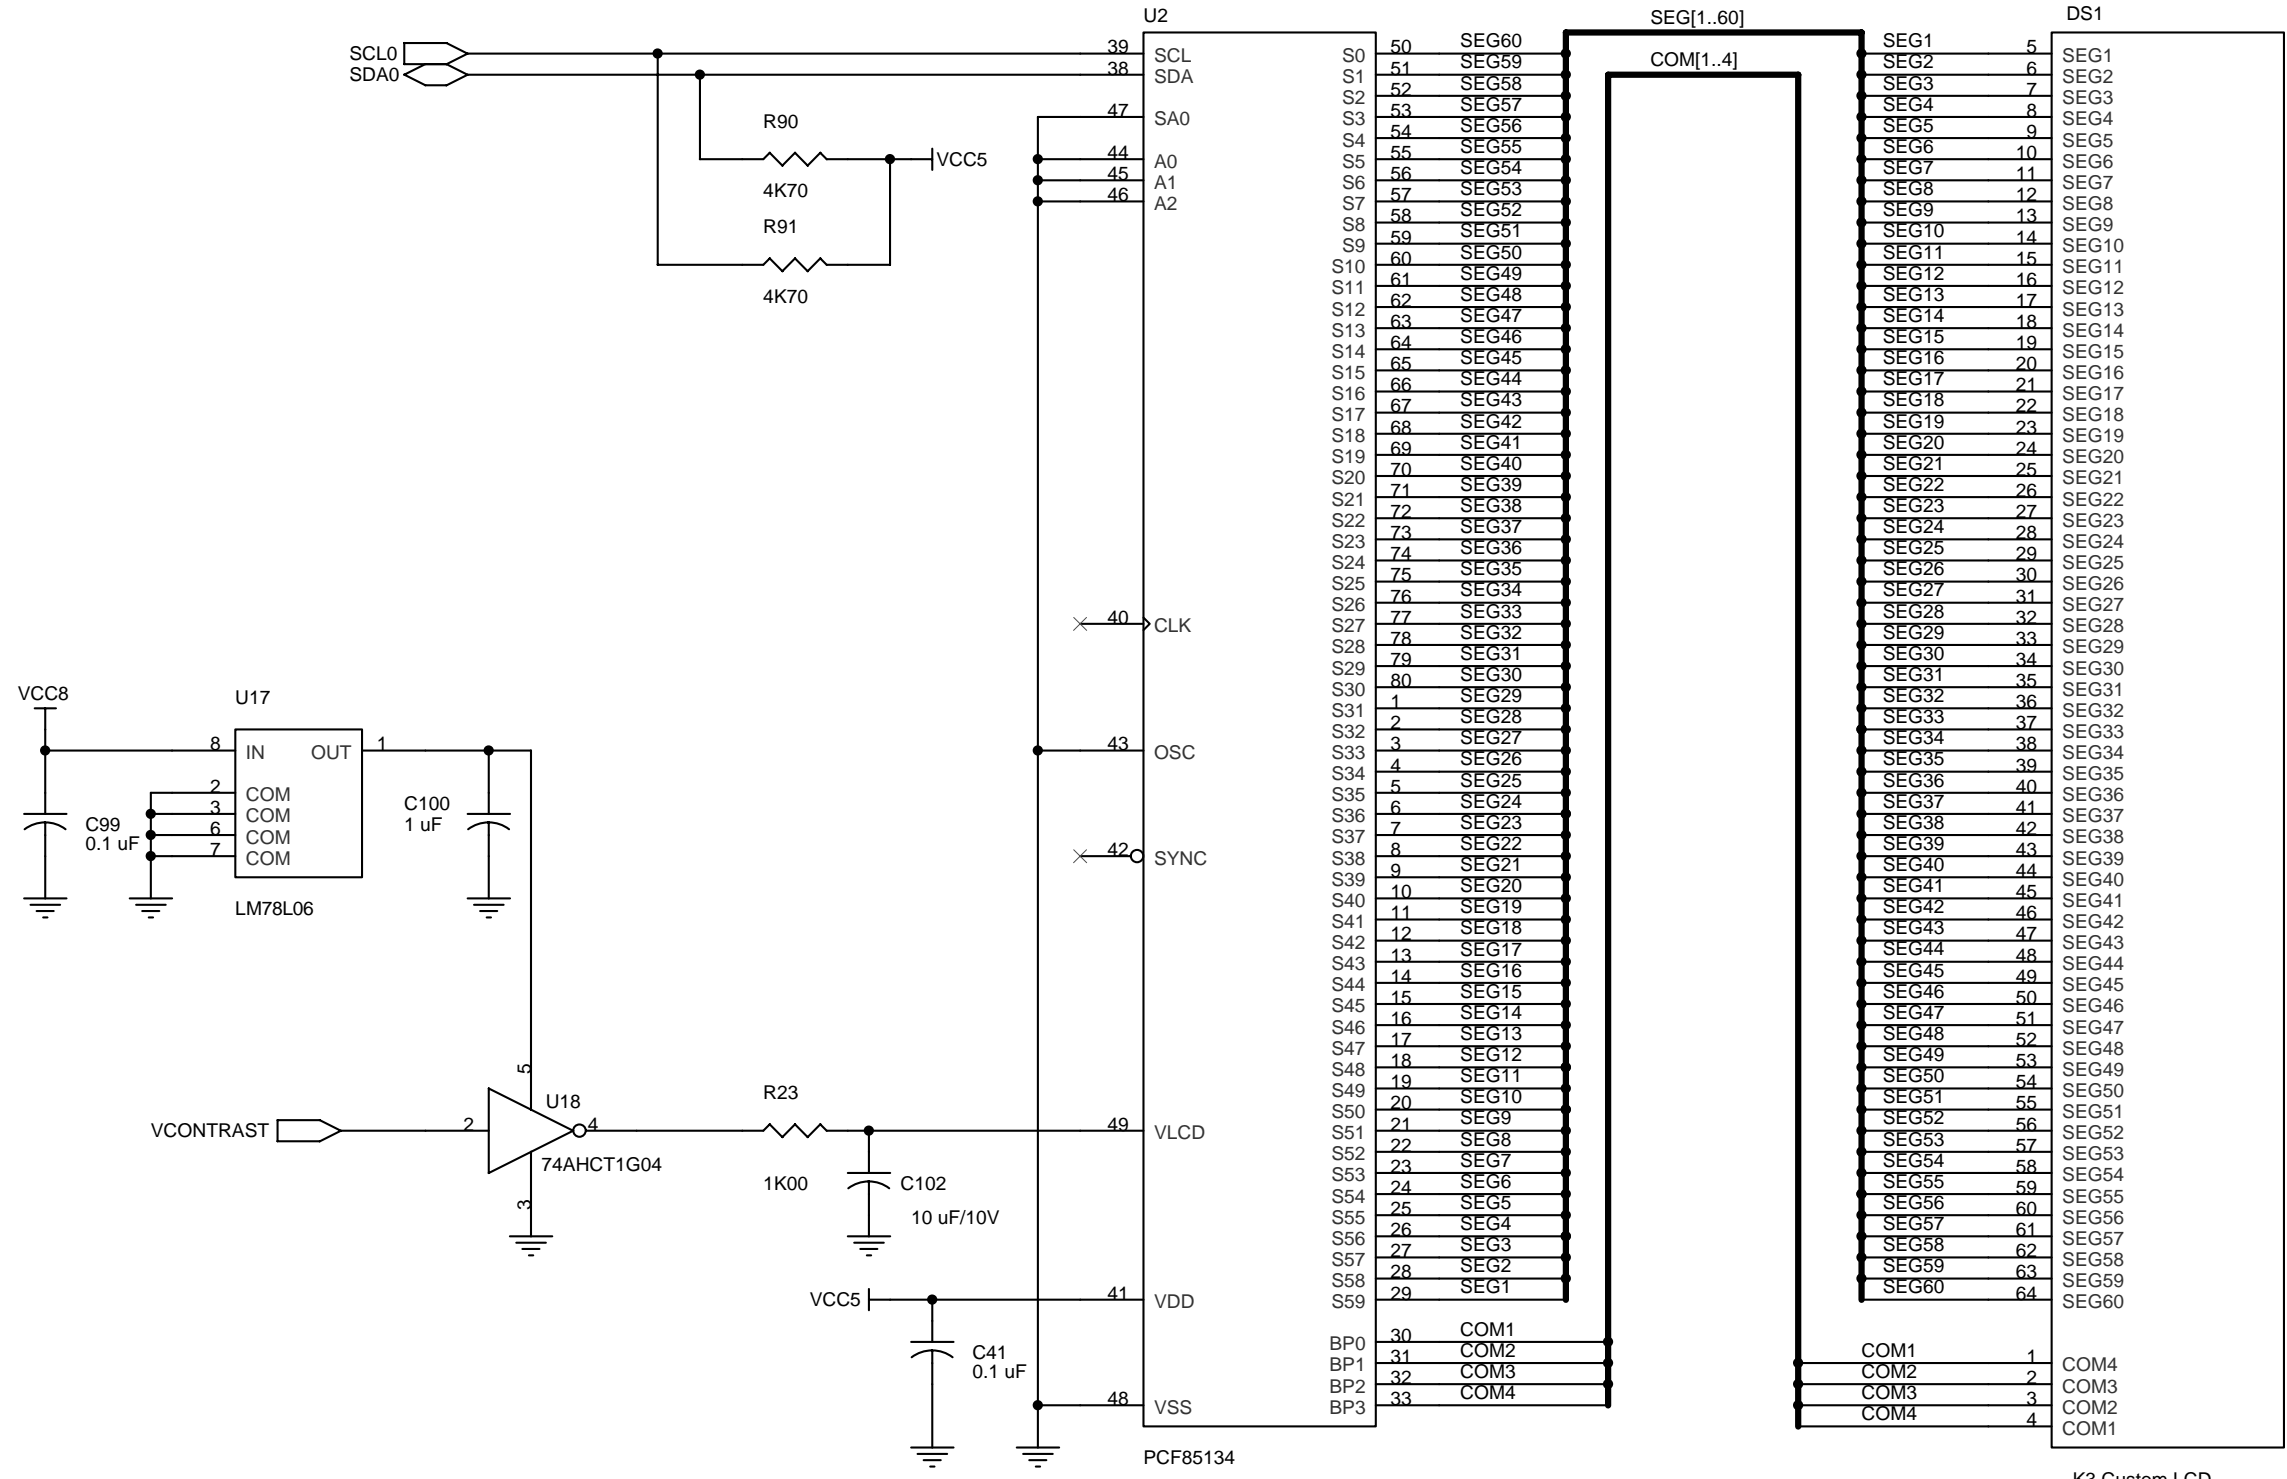 U2
SEG[1..60]
DS1
COM[1..4]
SCL0
SDA0
R90
4K70
VCC5
R91
4K70
39 SCL
38 SDA
47 SA0
44 A0
45 A1
46 A2
40 CLK
43 OSC
42 SYNC
49 VLCD
41 VDD
48 VSS
PCF85134
VCC8
U17
8 IN OUT 1
2 COM
3 COM
6 COM
7 COM
LM78L06
C99
0.1 uF
C100
1 uF
VCONTRAST
2
5
U18
4
74AHCT1G04
3
R23
1K00
C102
10 uF/10V
VCC5
C41
0.1 uF
S0 50 SEG60
S1 51 SEG59
S2 52 SEG58
S3 53 SEG57
S4 54 SEG56
S5 55 SEG55
S6 56 SEG54
S7 57 SEG53
S8 58 SEG52
S9 59 SEG51
S10 60 SEG50
S11 61 SEG49
S12 62 SEG48
S13 63 SEG47
S14 64 SEG46
S15 65 SEG45
S16 66 SEG44
S17 67 SEG43
S18 68 SEG42
S19 69 SEG41
S20 70 SEG40
S21 71 SEG39
S22 72 SEG38
S23 73 SEG37
S24 74 SEG36
S25 75 SEG35
S26 76 SEG34
S27 77 SEG33
S28 78 SEG32
S29 79 SEG31
S30 80 SEG30
S31 1 SEG29
S32 2 SEG28
S33 3 SEG27
S34 4 SEG26
S35 5 SEG25
S36 6 SEG24
S37 7 SEG23
S38 8 SEG22
S39 9 SEG21
S40 10 SEG20
S41 11 SEG19
S42 12 SEG18
S43 13 SEG17
S44 14 SEG16
S45 15 SEG15
S46 16 SEG14
S47 17 SEG13
S48 18 SEG12
S49 19 SEG11
S50 20 SEG10
S51 21 SEG9
S52 22 SEG8
S53 23 SEG7
S54 24 SEG6
S55 25 SEG5
S56 26 SEG4
S57 27 SEG3
S58 28 SEG2
S59 29 SEG1
BP0 30 COM1
BP1 31 COM2
BP2 32 COM3
BP3 33 COM4
SEG1 5 SEG1
SEG2 6 SEG2
SEG3 7 SEG3
SEG4 8 SEG4
SEG5 9 SEG5
SEG6 10 SEG6
SEG7 11 SEG7
SEG8 12 SEG8
SEG9 13 SEG9
SEG10 14 SEG10
SEG11 15 SEG11
SEG12 16 SEG12
SEG13 17 SEG13
SEG14 18 SEG14
SEG15 19 SEG15
SEG16 20 SEG16
SEG17 21 SEG17
SEG18 22 SEG18
SEG19 23 SEG19
SEG20 24 SEG20
SEG21 25 SEG21
SEG22 26 SEG22
SEG23 27 SEG23
SEG24 28 SEG24
SEG25 29 SEG25
SEG26 30 SEG26
SEG27 31 SEG27
SEG28 32 SEG28
SEG29 33 SEG29
SEG30 34 SEG30
SEG31 35 SEG31
SEG32 36 SEG32
SEG33 37 SEG33
SEG34 38 SEG34
SEG35 39 SEG35
SEG36 40 SEG36
SEG37 41 SEG37
SEG38 42 SEG38
SEG39 43 SEG39
SEG40 44 SEG40
SEG41 45 SEG41
SEG42 46 SEG42
SEG43 47 SEG43
SEG44 48 SEG44
SEG45 49 SEG45
SEG46 50 SEG46
SEG47 51 SEG47
SEG48 52 SEG48
SEG49 53 SEG49
SEG50 54 SEG50
SEG51 55 SEG51
SEG52 56 SEG52
SEG53 57 SEG53
SEG54 58 SEG54
SEG55 59 SEG55
SEG56 60 SEG56
SEG57 61 SEG57
SEG58 62 SEG58
SEG59 63 SEG59
SEG60 64 SEG60
COM1 1 COM4
COM2 2 COM3
COM3 3 COM2
COM4 4 COM1
K3 Custom LCD